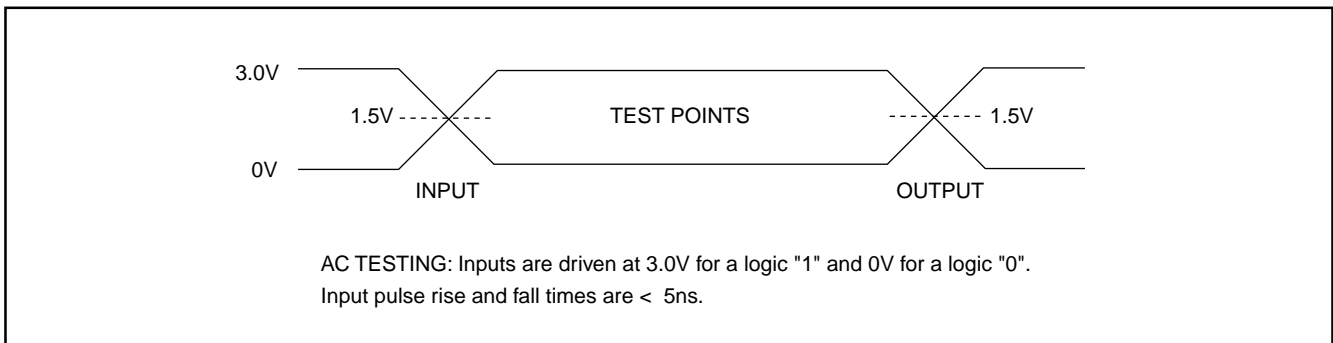 3.0V
1.5V TEST POINTS 1.5V
0V
INPUT OUTPUT
AC TESTING: Inputs are driven at 3.0V for a logic "1" and 0V for a logic "0".
Input pulse rise and fall times are < 5ns.